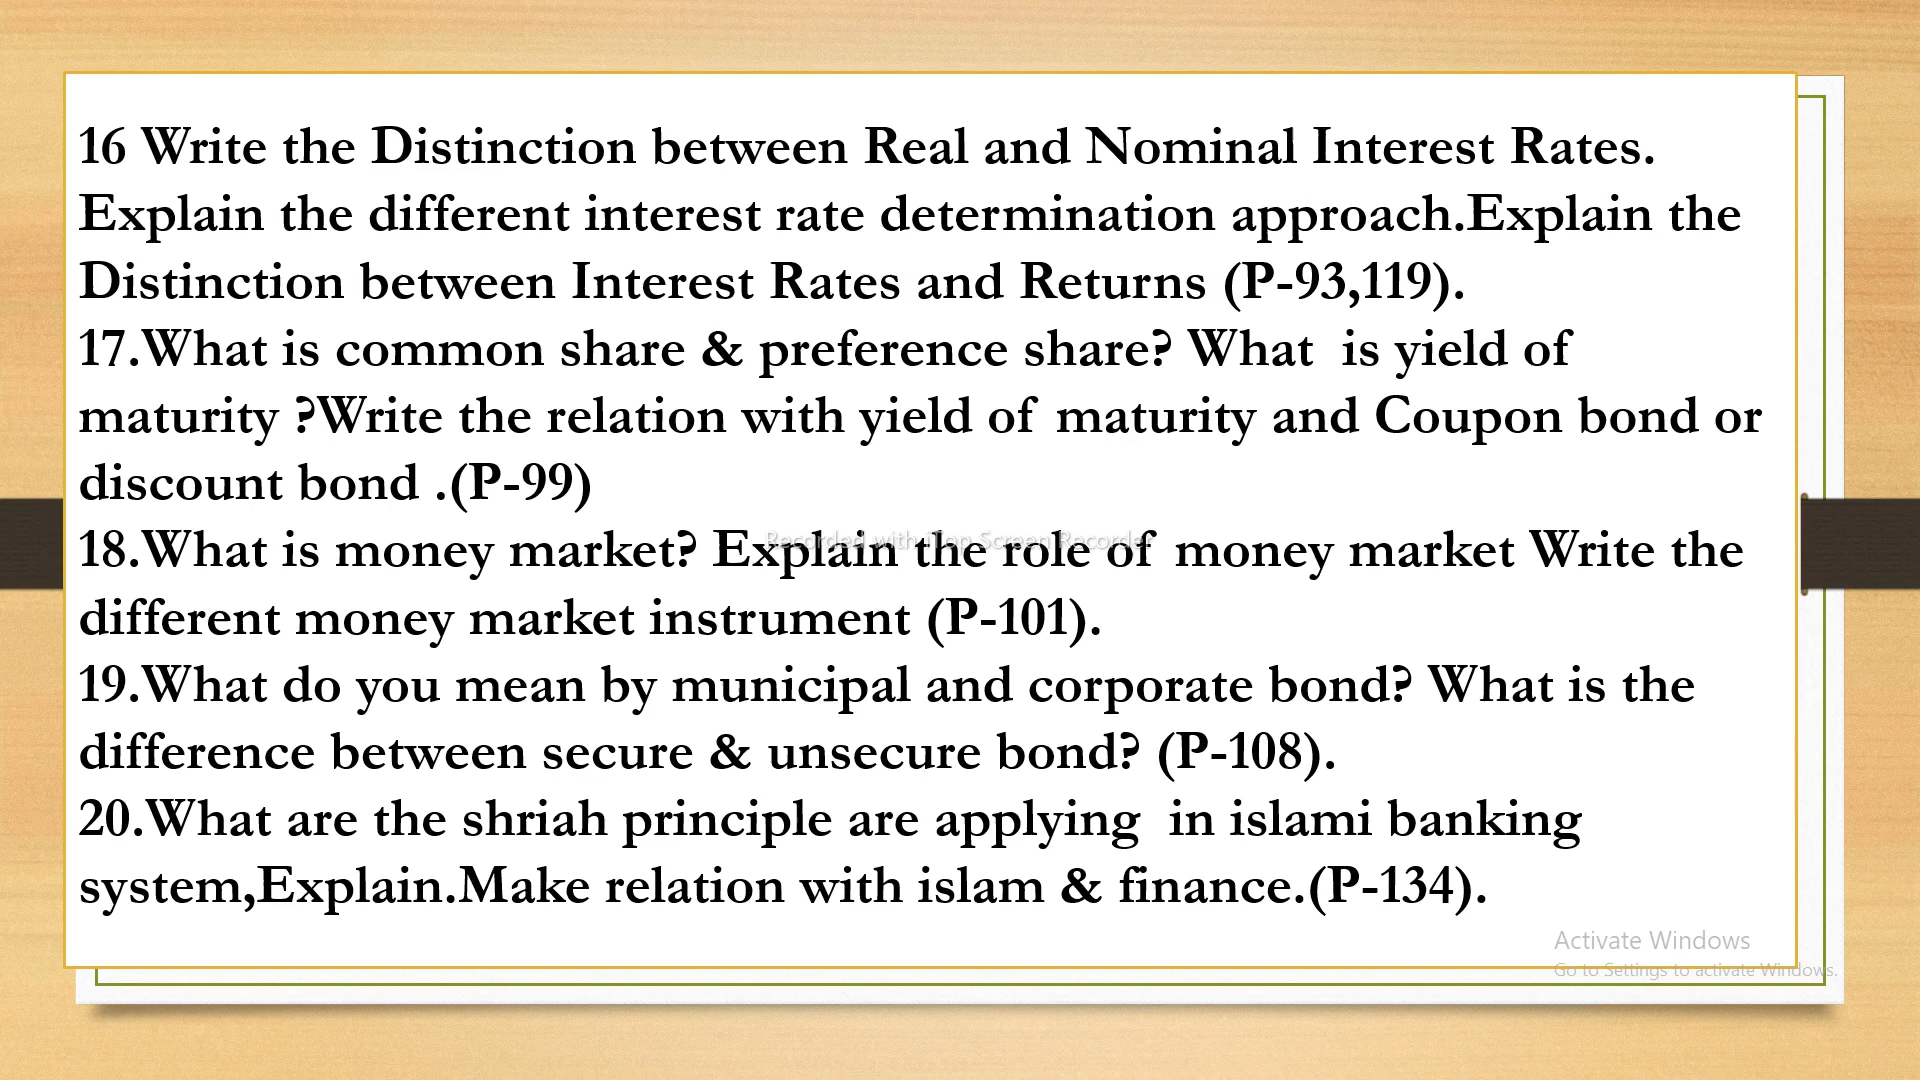 16 Write the Distinction between Real and Nominal Interest Rates.
Explain the different interest rate determination approach.Explain the
Distinction between Interest Rates and Returns (P-93,119).
17.What is common share & preference share? What  is yield of
maturity ?Write the relation with yield of maturity and Coupon bond or
discount bond .(P-99)
Recorded with iTop Screen Recorder
18.What is money market? Explain the role of money market Write the
different money market instrument (P-101).
19.What do you mean by municipal and corporate bond? What is the
difference between secure & unsecure bond? (P-108).
20.What are the shriah principle are applying  in islami banking
system,Explain.Make relation with islam & finance.(P-134).
Activate Windows
Go to Settings to activate Windows.